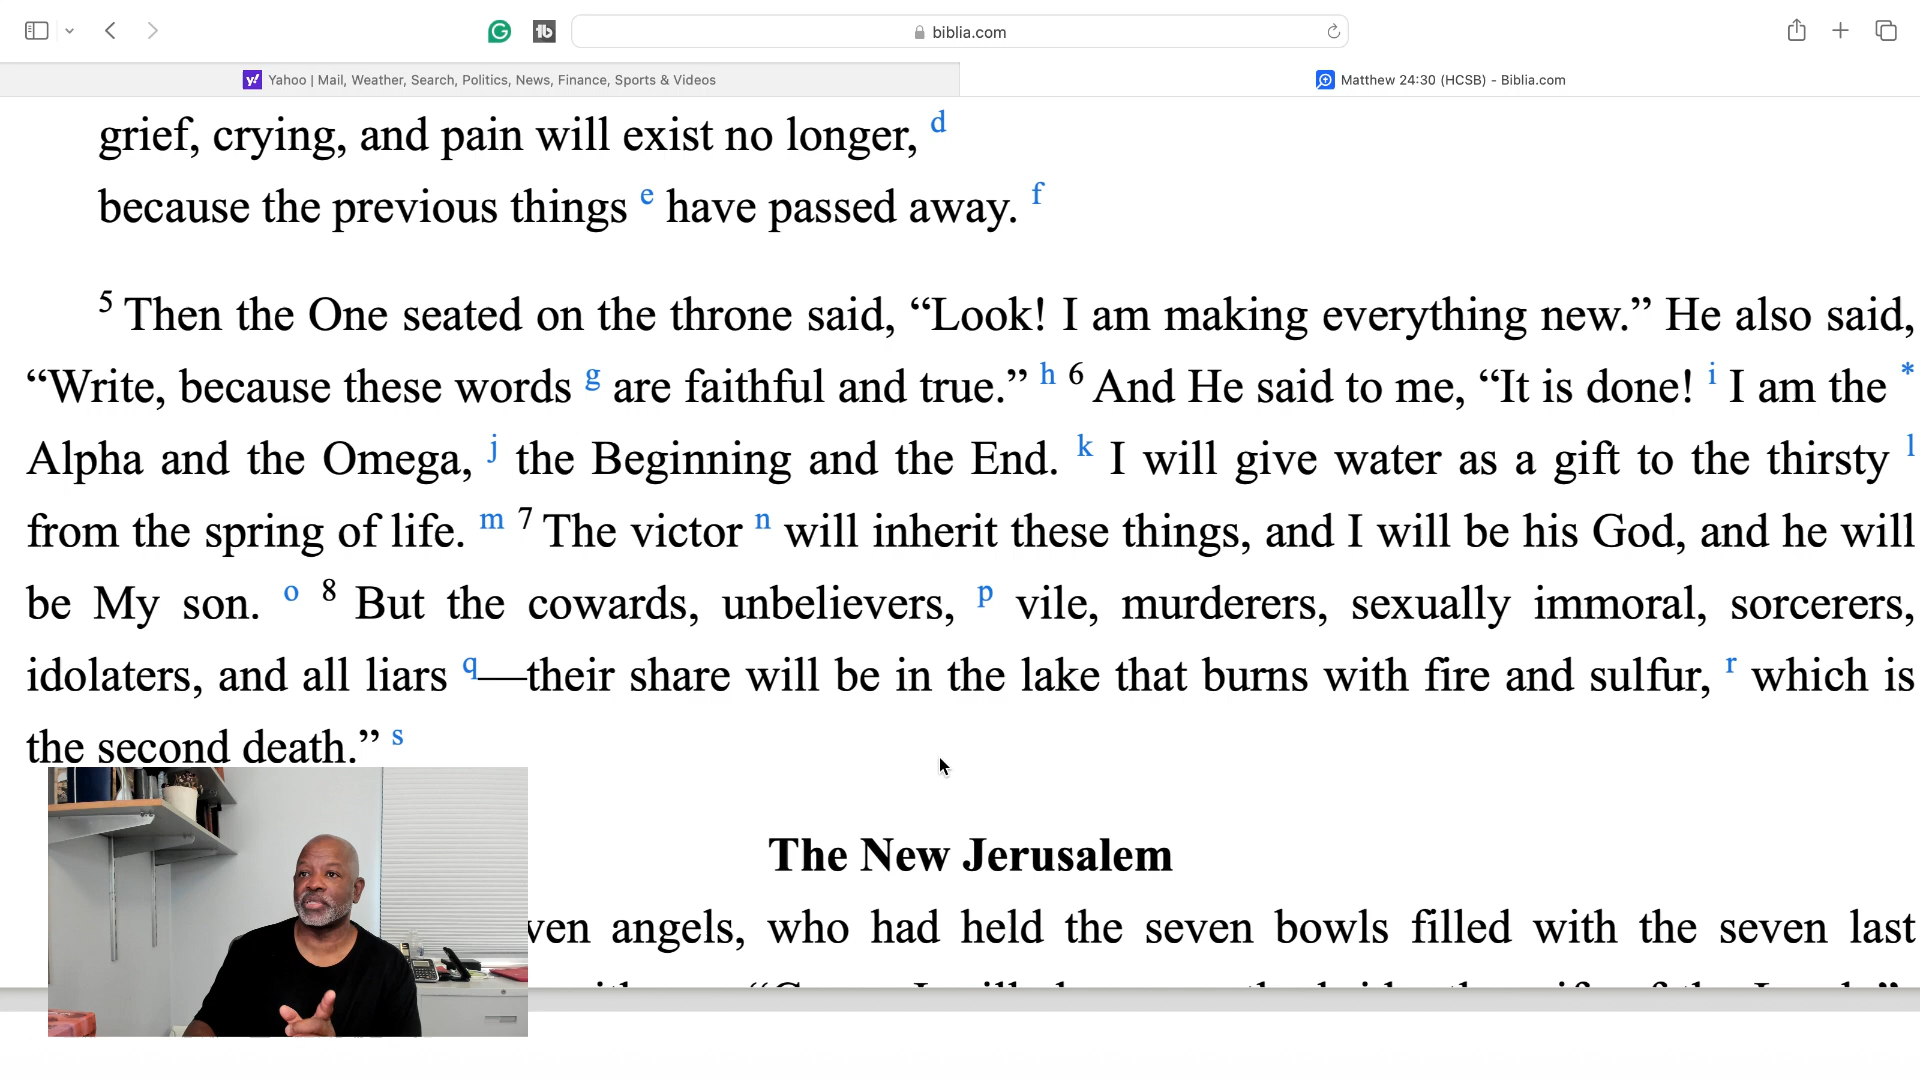 biblia.com
Yahoo | Mail, Weather, Search, Politics, News, Finance, Sports & Videos
Matthew 24:30 (HCSB) - Biblia.com
grief, crying, and pain will exist no longer, d
because the previous things e have passed away. f
5 Then the One seated on the throne said, “Look! I am making everything new.” He also said,
“Write, because these words g are faithful and true.” h 6 And He said to me, “It is done! i I am the *
Alpha and the Omega, j the Beginning and the End. k I will give water as a gift to the thirsty l
from the spring of life. m 7 The victor n will inherit these things, and I will be his God, and he will
be My son. o 8 But the cowards, unbelievers, p vile, murderers, sexually immoral, sorcerers,
idolaters, and all liars q—their share will be in the lake that burns with fire and sulfur, r which is
the second death.” s
The New Jerusalem
ven angels, who had held the seven bowls filled with the seven last